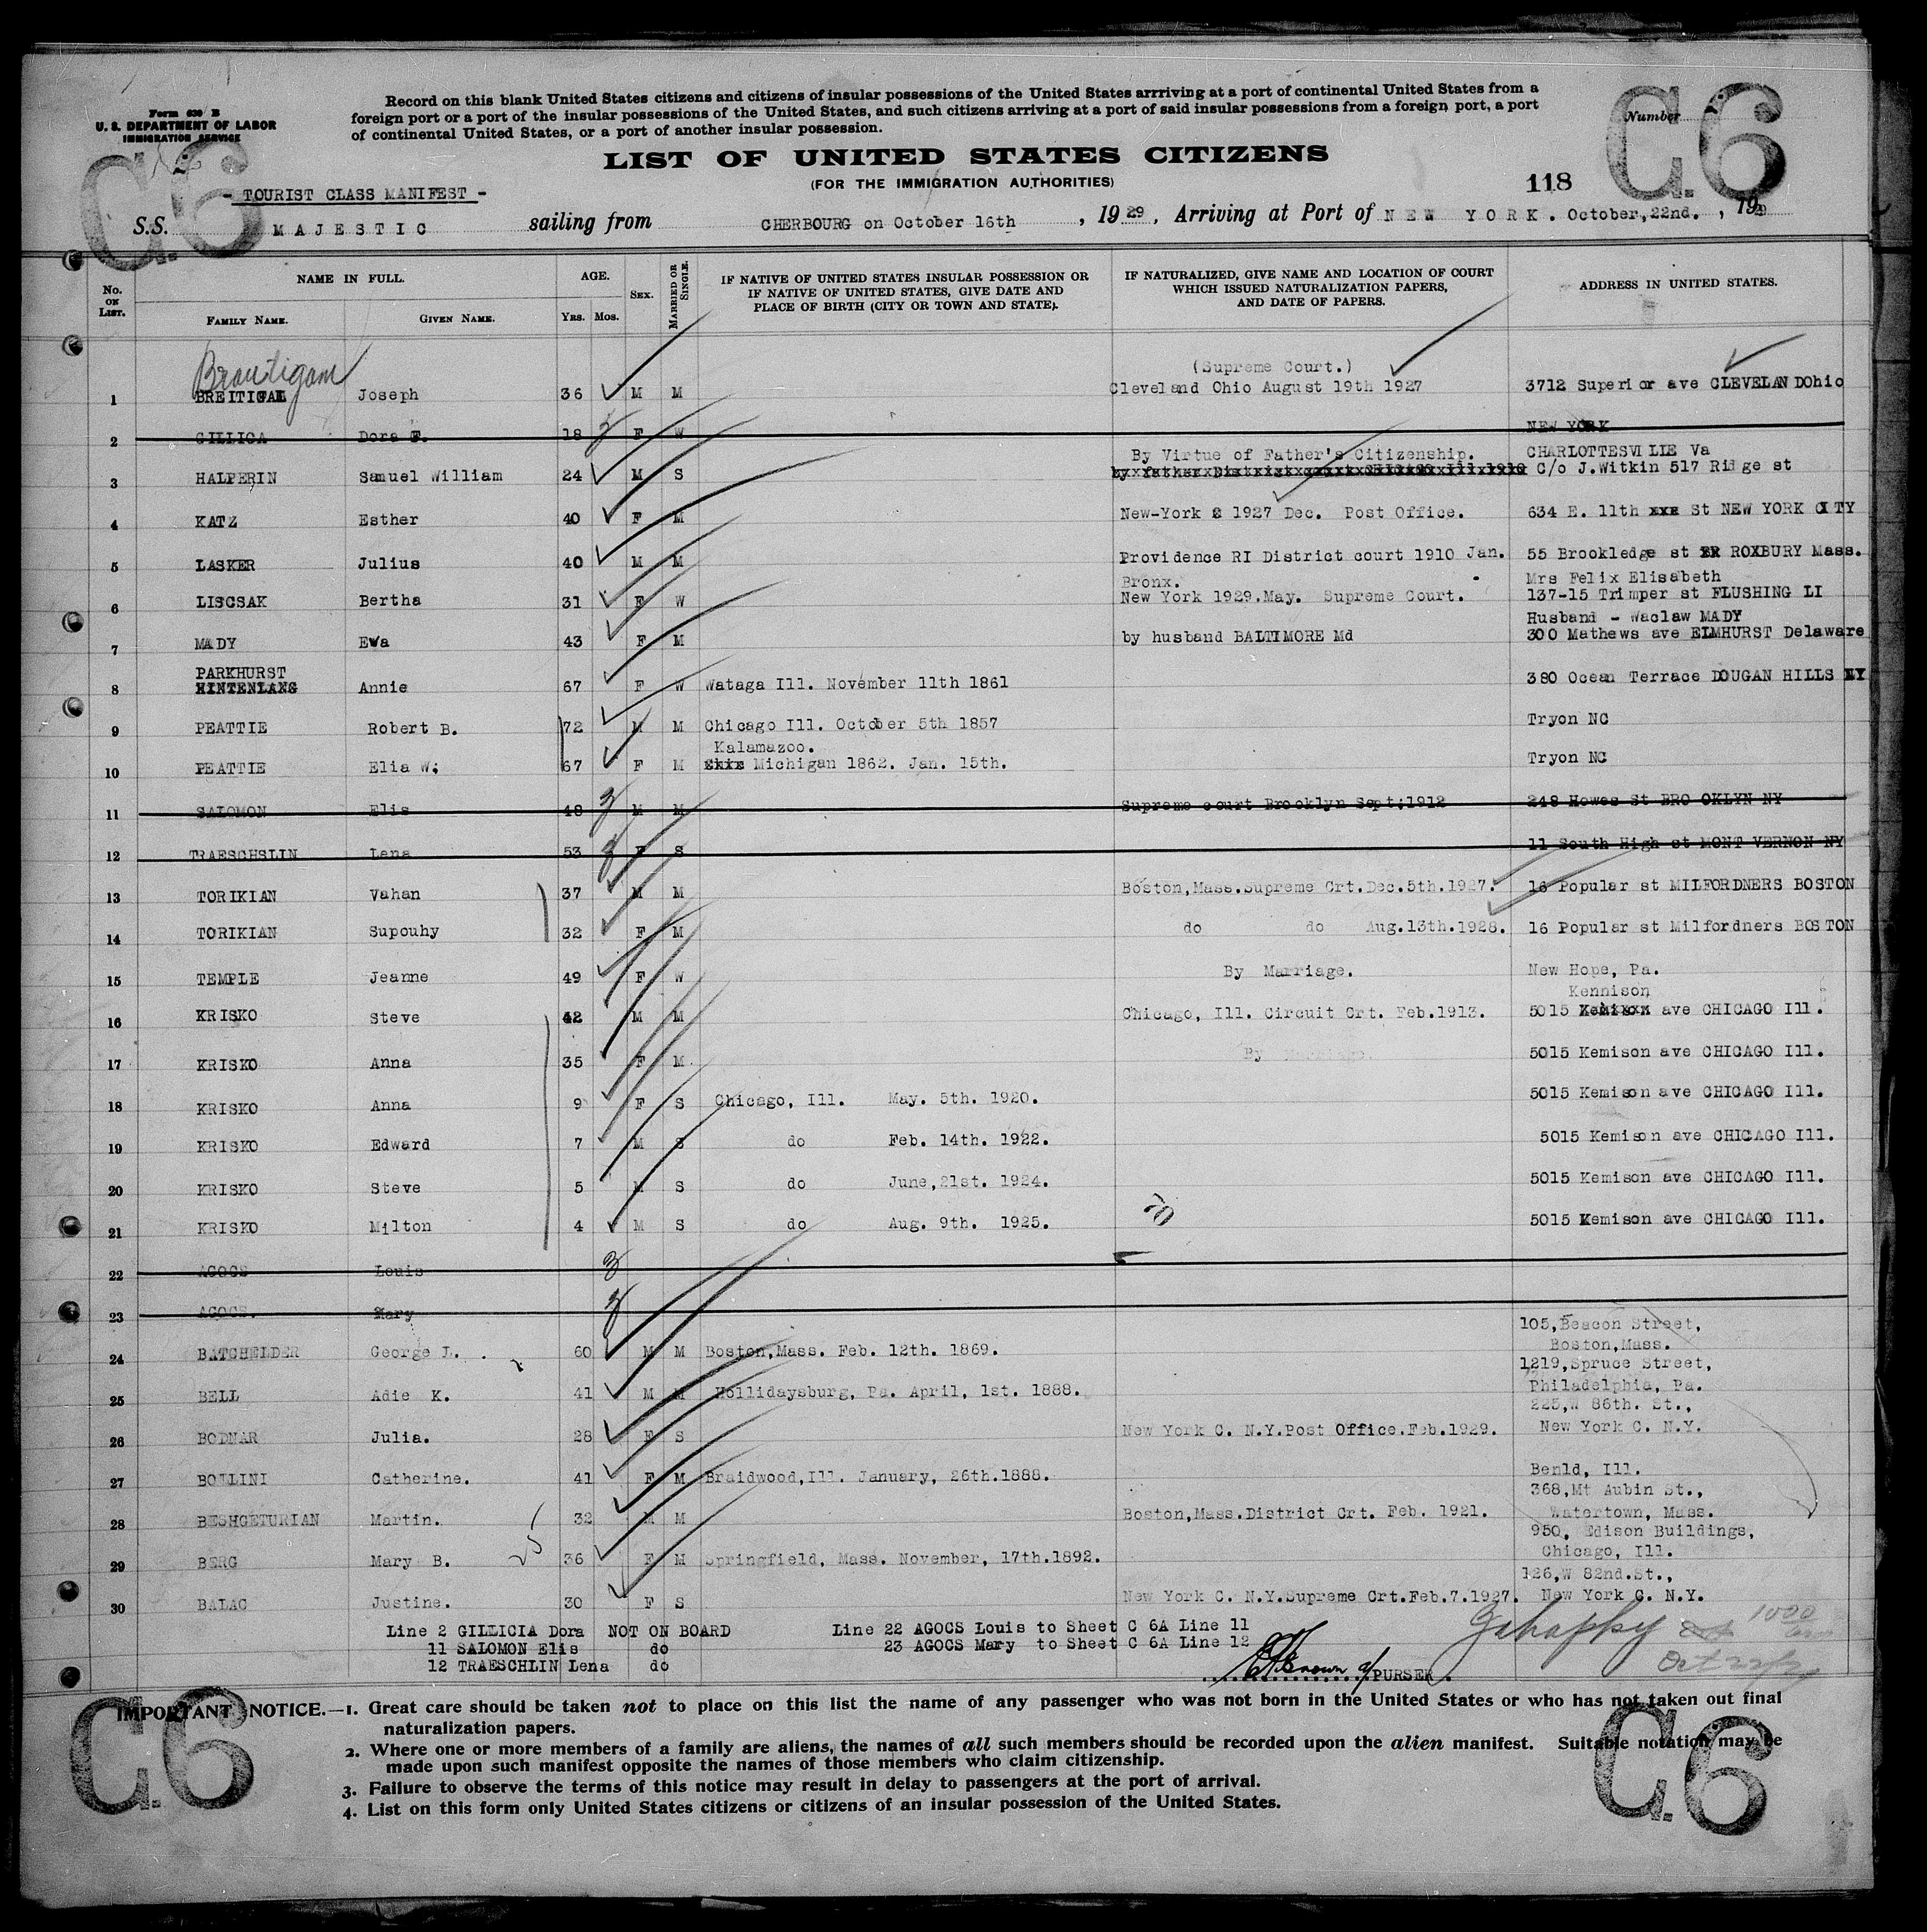 Record on this blank United States citizens and citizens of insular possessions of the United States arrriving at a port of continental United States from a
foreign port or a port of the insular possessions of the United States, and such citizens arriving at a port of said insular possessions from a foreign port, a port
of continental United States, or a port of another insular possession.
Form 630 B
U. S. DEPARTMENT OF LABOR
IMMIGRATION SERVICE
C6
C6
Number
LIST OF UNITED STATES CITIZENS
(FOR THE IMMIGRATION AUTHORITIES)
118
- TOURIST CLASS MANIFEST -
S.S. MAJESTIC sailing from CHERBOURG on October 16th , 1929 , Arriving at Port of NEW YORK. October,22nd. , 1929
No. ON LIST.
NAME IN FULL.
FAMILY NAME. GIVEN NAME.
AGE.
YRS. MOS.
SEX.
MARRIED OR SINGLE.
IF NATIVE OF UNITED STATES INSULAR POSSESSION OR
IF NATIVE OF UNITED STATES, GIVE DATE AND
PLACE OF BIRTH (CITY OR TOWN AND STATE).
IF NATURALIZED, GIVE NAME AND LOCATION OF COURT
WHICH ISSUED NATURALIZATION PAPERS,
AND DATE OF PAPERS.
ADDRESS IN UNITED STATES.
Brautigam (Supreme Court.)
1 BREITIGAL Joseph 36 M M Cleveland Ohio August 19th 1927 3712 Superior ave CLEVELANDOhio
2 GILLICA Dora F. 18 F W NEW YORK
By Virtue of Father's Citizenship. CHARLOTTESVILLE Va
3 HALPERIN Samuel William 24 M S C/o J.Witkin 517 Ridge st
4 KATZ Esther 40 F M New-York 1927 Dec. Post Office. 634 E. 11th xxx St NEW YORK CITY
5 LASKER Julius 40 M M Providence RI District court 1910 Jan. 55 Brookledge st ROXBURY Mass.
Bronx. Mrs Felix Elisabeth
6 LISCSAK Bertha 31 F W New York 1929.May. Supreme Court. 137-15 Trimper st FLUSHING LI
Husband - Waclaw MADY
7 MADY Ewa 43 F M by husband BALTIMORE Md 300 Mathews ave ELMHURST Delaware
PARKHURST
8 HINTENLANG Annie 67 F W Wataga Ill. November 11th 1861 380 Ocean Terrace DOUGAN HILLS NY
9 PEATTIE Robert B. 72 M M Chicago Ill. October 5th 1857 Tryon NC
Kalamazoo.
10 PEATTIE Elia W; 67 F M Michigan 1862. Jan. 15th. Tryon NC
11 SALOMON Elis 48 M M Supreme court Brooklyn Sept;1912 248 Howes St BRO OKLYN NY
12 TRAESCHSLIN Lena 53 F S 11 South High st MONT VERNON NY
13 TORIKIAN Vahan 37 M M Boston,Mass.Supreme Crt.Dec.5th.1927. 16 Popular st MILFORDNERS BOSTON
14 TORIKIAN Supouhy 32 F M do do Aug.13th.1928. 16 Popular st Milfordners BOSTON
15 TEMPLE Jeanne 49 F W By Marriage. New Hope, Pa.
Kennison
16 KRISKO Steve 42 M M Chicago, Ill. Circuit Crt. Feb.1913. 5015 ave CHICAGO Ill.
17 KRISKO Anna 35 F M By Marriage. 5015 Kemison ave CHICAGO Ill.
18 KRISKO Anna 9 F S Chicago, Ill. May. 5th. 1920. 5015 Kemison ave CHICAGO Ill.
19 KRISKO Edward 7 M S do Feb. 14th. 1922. 5015 Kemison ave CHICAGO Ill.
20 KRISKO Steve 5 M S do June,21st. 1924. 5015 Kemison ave CHICAGO Ill.
21 KRISKO Milton 4 M S do Aug. 9th. 1925. 5015 Kemison ave CHICAGO Ill.
22 AGOCS Louis
23 AGOCS. Mary
105,Beacon Street,
24 BATCHELDER George L. 60 M M Boston,Mass. Feb. 12th. 1869. Boston,Mass.
1219,Spruce Street,
25 BELL Adie K. 41 M M Hollidaysburg, Pa. April, 1st. 1888. Philadelphia, Pa.
225,W 86th. St.,
26 BODNAR Julia. 28 F S New York C. N.Y.Post Office.Feb.1929. New York C. N.Y.
27 BOLLINI Catherine. 41 F M Braidwood,Ill. January, 26th.1888. Benld, Ill.
368,Mt Aubin St.,
28 BESHGETURIAN Martin. 32 M M Boston,Mass.District Crt. Feb. 1921. Watertown, Mass.
950, Edison Buildings,
29 BERG Mary B. 36 F M Springfield, Mass. November, 17th.1892. Chicago, Ill.
126,W 82nd.St.,
30 BALAC Justine. 30 F S New York C. N.Y.Supreme Crt.Feb.7.1927. New York C. N.Y.
Line 2 GILLICIA Dora NOT ON BOARD Line 22 AGOCS Louis to Sheet C 6A Line 11
11 SALOMON Elis do 23 AGOCS Mary to Sheet C 6A Line 12
12 TRAESCHLIN Lena do
PURSER.
C6
C6
IMPORTANT NOTICE.—1. Great care should be taken not to place on this list the name of any passenger who was not born in the United States or who has not taken out final
naturalization papers.
2. Where one or more members of a family are aliens, the names of all such members should be recorded upon the alien manifest. Suitable notation may be
made upon such manifest opposite the names of those members who claim citizenship.
3. Failure to observe the terms of this notice may result in delay to passengers at the port of arrival.
4. List on this form only United States citizens or citizens of an insular possession of the United States.